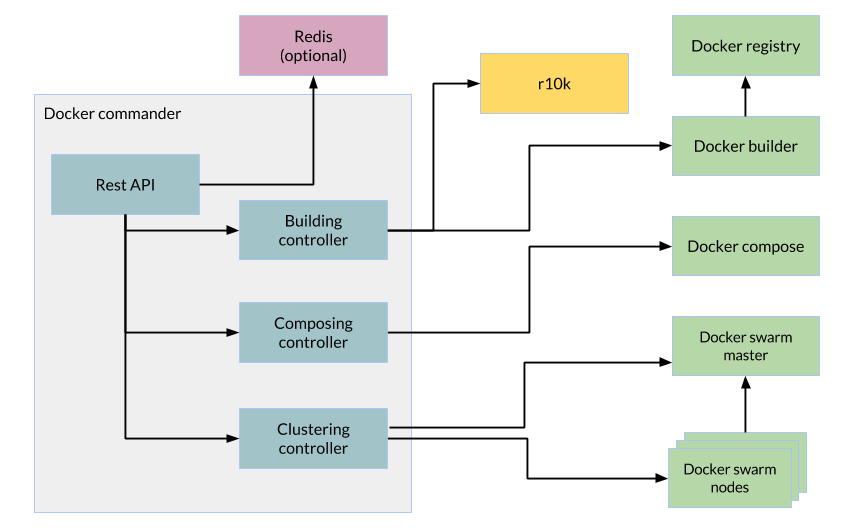 Redis
(optional)
Docker registry
r10k
Docker commander
Docker builder
Rest API
Building
controller
Docker compose
Composing
controller
Docker swarm
master
Clustering
controller
Docker swarm
nodes